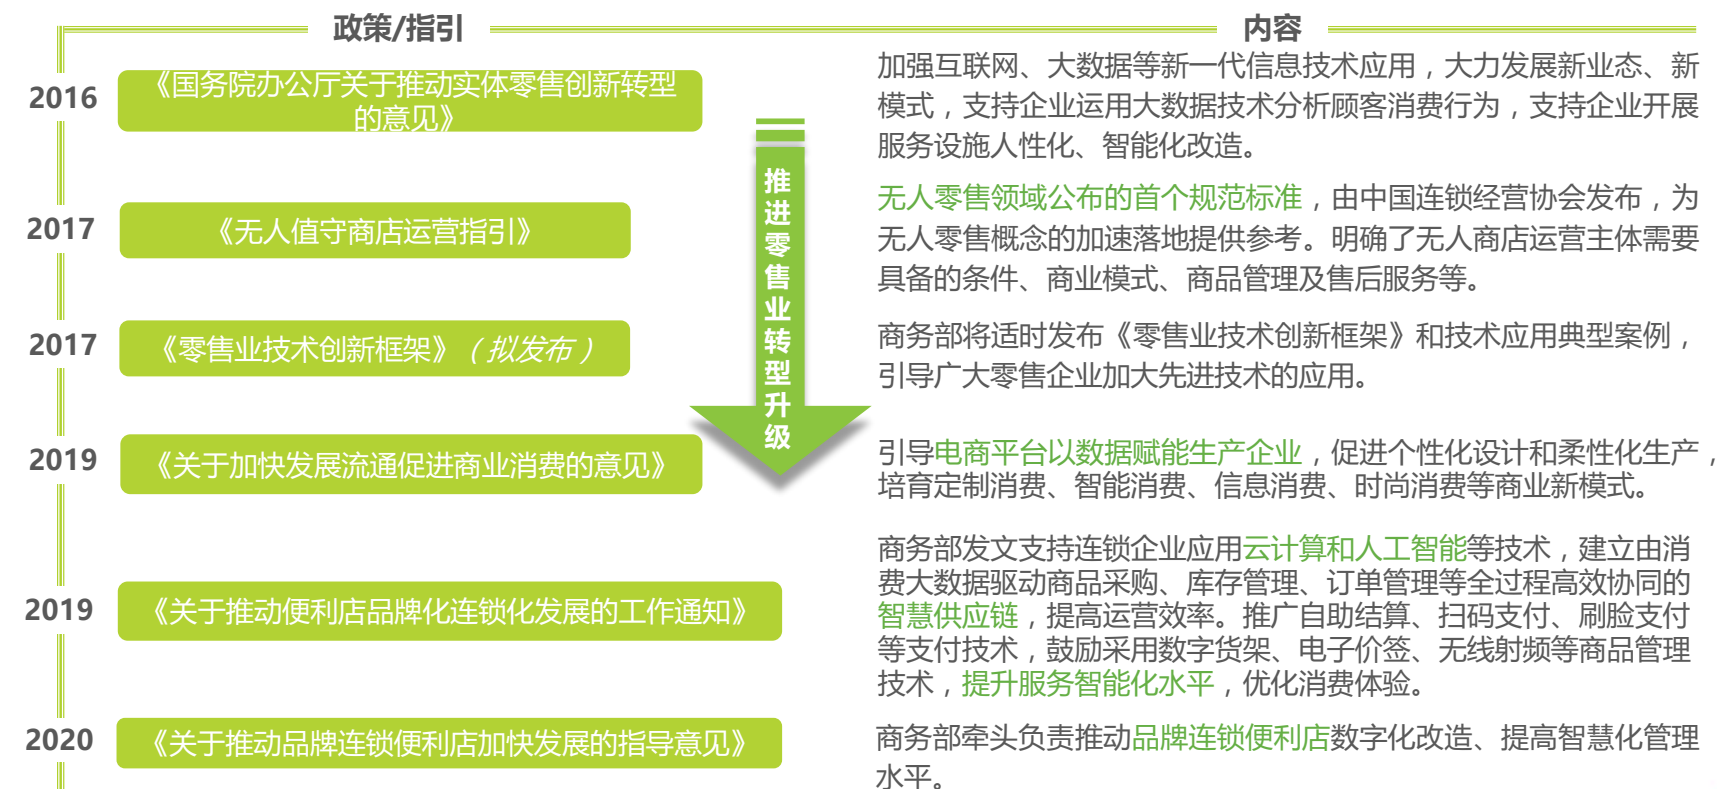 政策/指引
内容
2016
《国务院办公厅关于推动实体零售创新转型
的意见》
加强互联网、大数据等新一代信息技术应用，大力发展新业态、新
模式，支持企业运用大数据技术分析顾客消费行为，支持企业开展
服务设施人性化、智能化改造。
推进零售业转型升级
2017
《无人值守商店运营指引》
无人零售领域公布的首个规范标准，由中国连锁经营协会发布，为
无人零售概念的加速落地提供参考。明确了无人商店运营主体需要
具备的条件、商业模式、商品管理及售后服务等。
2017
《零售业技术创新框架》（拟发布）
商务部将适时发布《零售业技术创新框架》和技术应用典型案例，
引导广大零售企业加大先进技术的应用。
2019
《关于加快发展流通促进商业消费的意见》
引导电商平台以数据赋能生产企业，促进个性化设计和柔性化生产，
培育定制消费、智能消费、信息消费、时尚消费等商业新模式。
2019
《关于推动便利店品牌化连锁化发展的工作通知》
商务部发文支持连锁企业应用云计算和人工智能等技术，建立由消
费大数据驱动商品采购、库存管理、订单管理等全过程高效协同的
智慧供应链，提高运营效率。推广自助结算、扫码支付、刷脸支付
等支付技术，鼓励采用数字货架、电子价签、无线射频等商品管理
技术，提升服务智能化水平，优化消费体验。
2020
《关于推动品牌连锁便利店加快发展的指导意见》
商务部牵头负责推动品牌连锁便利店数字化改造、提高智慧化管理
水平。